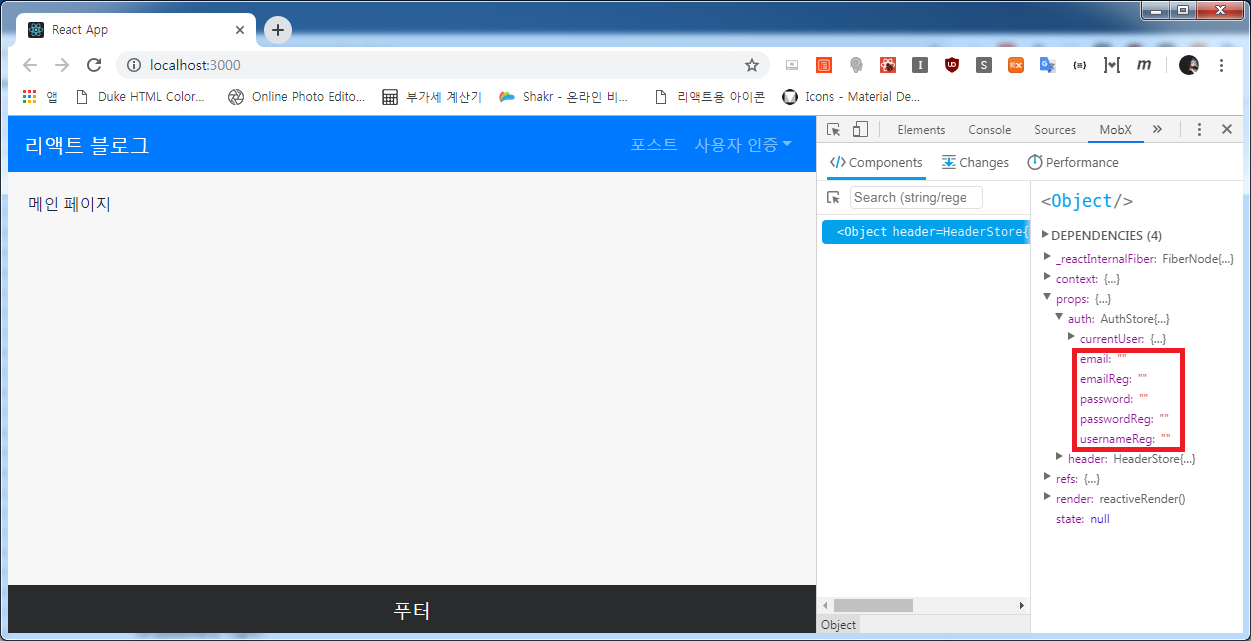 React App
localhost:3000
앱
Duke HTML Color...
Online Photo Edito...
부가세 계산기
Shakr - 온라인 비...
리액트용 아이콘
Icons - Material De...
리액트 블로그
포스트
사용자 인증
메인 페이지
푸터
Elements
Console
Sources
MobX
Components
Changes
Performance
Search (string/rege
<Object header=HeaderStore{
Object
<Object/>
DEPENDENCIES (4)
_reactInternalFiber: FiberNode{...}
context: {...}
props: {...}
auth: AuthStore{...}
currentUser: {...}
email: ""
emailReg: ""
password: ""
passwordReg: ""
usernameReg: ""
header: HeaderStore{...}
refs: {...}
render: reactiveRender()
state: null